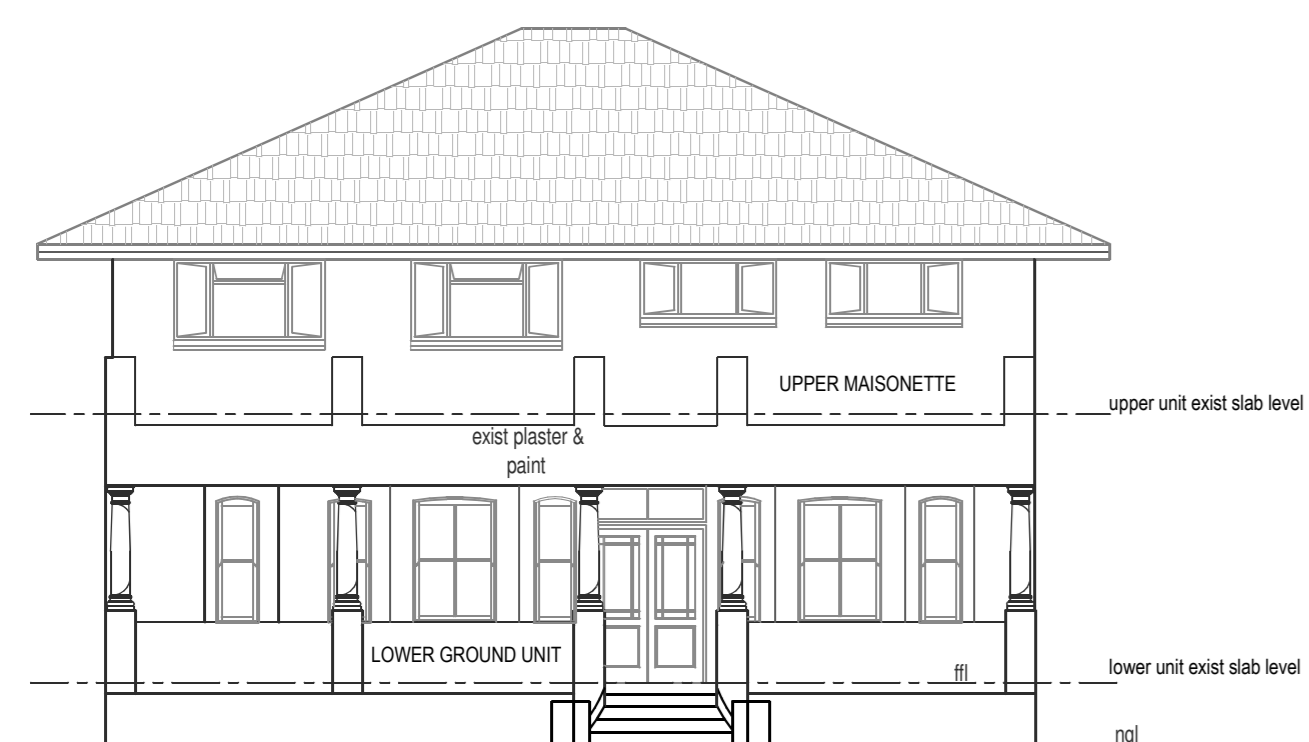 UPPER MAISONETTE
upper unit exist slab level
exist plaster &
paint
LOWER GROUND UNIT
ffl
lower unit exist slab level
ngl